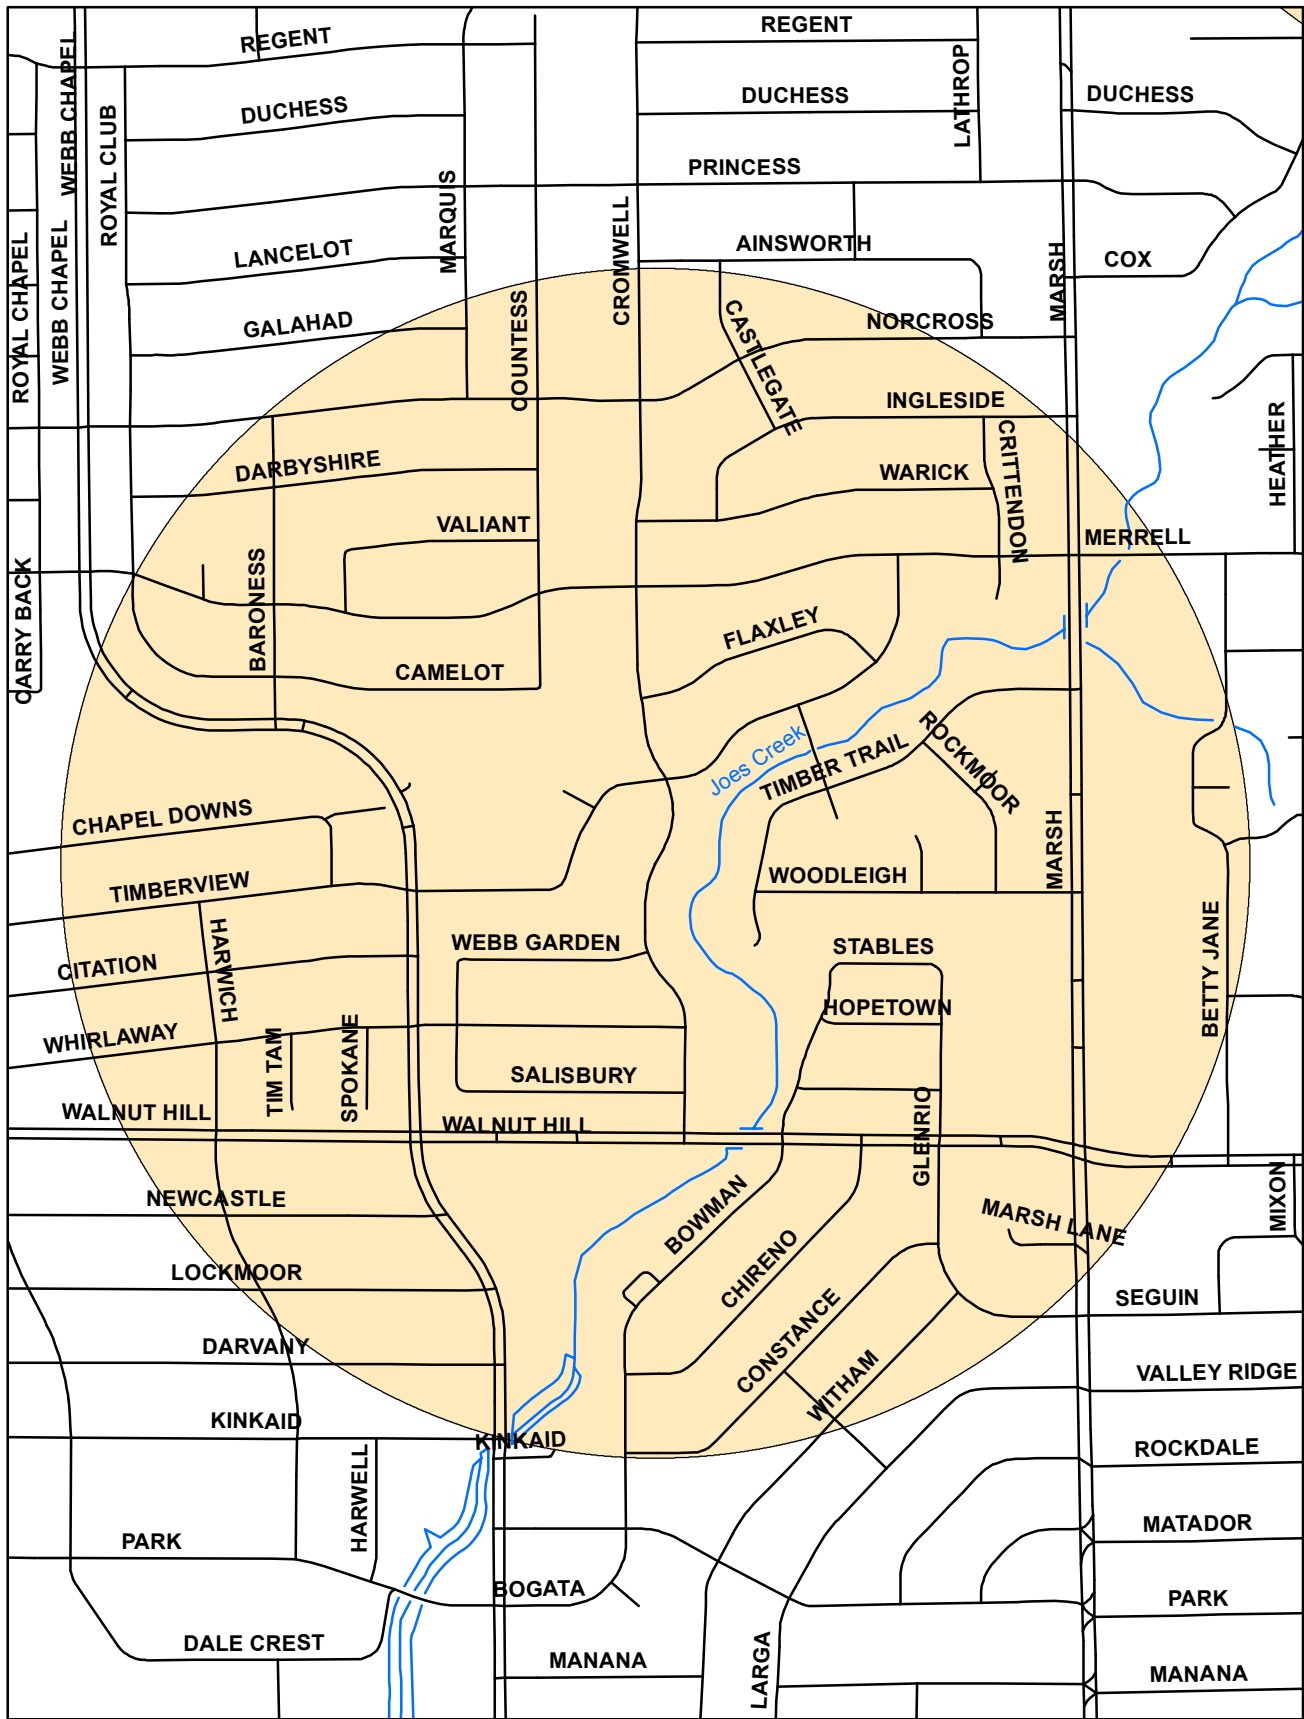 REGENT
REGENT
WEBB CHAPEL
DUCHESS
DUCHESS
LATHROP
DUCHESS
ROYAL CLUB
PRINCESS
MARQUIS
CROMWELL
ROYAL CHAPEL
WEBB CHAPEL
LANCELOT
AINSWORTH
MARSH
COX
GALAHAD
COUNTESS
CASTLEGATE
NORCROSS
INGLESIDE
CRITTENDON
HEATHER
DARBYSHIRE
WARICK
VALIANT
MERRELL
CARRY BACK
BARONESS
FLAXLEY
CAMELOT
Joes Creek
TIMBER TRAIL
ROCKMOOR
CHAPEL DOWNS
MARSH
TIMBERVIEW
WOODLEIGH
HARWICH
WEBB GARDEN
STABLES
BETTY JANE
CITATION
HOPETOWN
WHIRLAWAY
TIM TAM
SPOKANE
SALISBURY
WALNUT HILL
WALNUT HILL
GLENRIO
NEWCASTLE
BOWMAN
MARSH LANE
MIXON
LOCKMOOR
CHIRENO
CONSTANCE
SEGUIN
DARVANY
WITHAM
VALLEY RIDGE
KINKAID
KINKAID
ROCKDALE
HARWELL
MATADOR
PARK
BOGATA
PARK
DALE CREST
MANANA
LARGA
MANANA